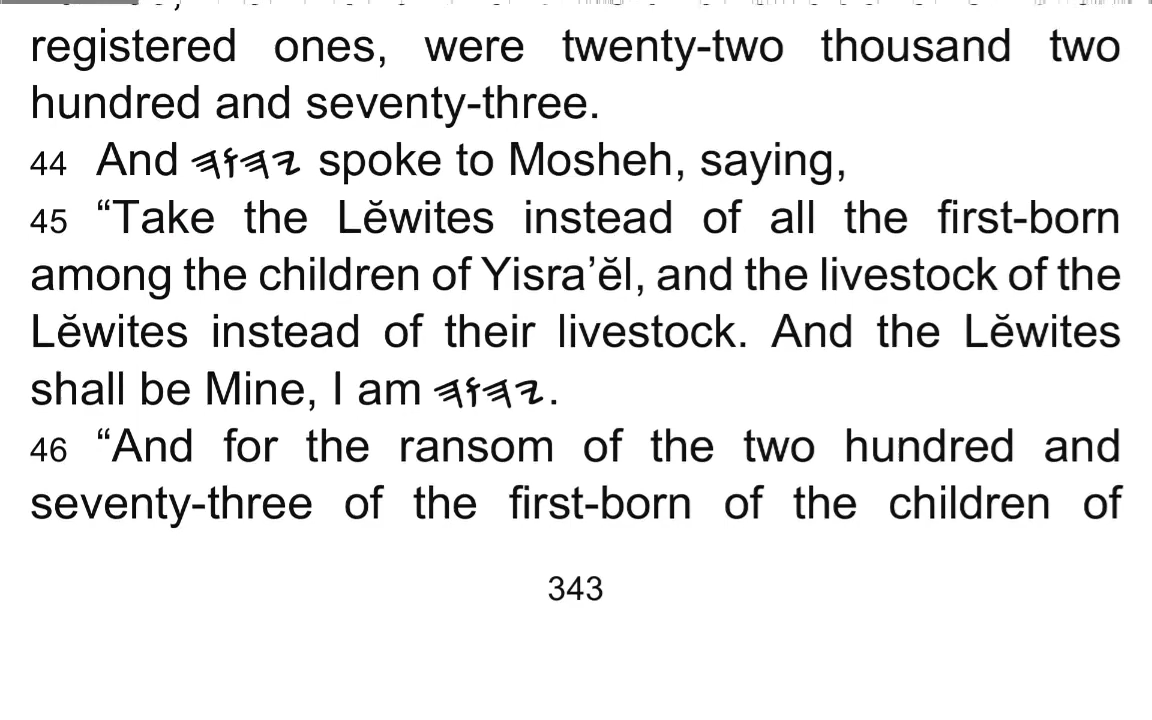 registered ones, were twenty-two thousand two
hundred and seventy-three.
44 And 𐤉𐤄𐤅𐤄 spoke to Mosheh, saying,
45 “Take the Lĕwites instead of all the first-born
among the children of Yisra’ĕl, and the livestock of the
Lĕwites instead of their livestock. And the Lĕwites
shall be Mine, I am 𐤉𐤄𐤅𐤄.
46 “And for the ransom of the two hundred and
seventy-three of the first-born of the children of
343